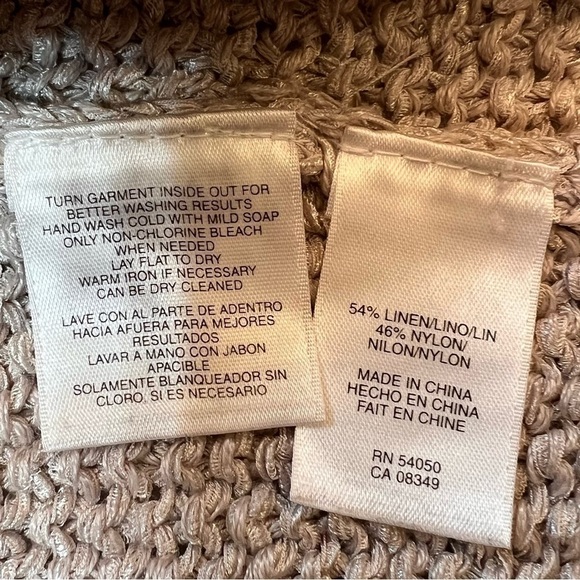 TURN GARMENT INSIDE OUT FOR
BETTER WASHING RESULTS
HAND WASH COLD WITH MILD SOAP
ONLY NON-CHLORINE BLEACH
WHEN NEEDED
LAY FLAT TO DRY
WARM IRON IF NECESSARY
CAN BE DRY CLEANED
LAVE CON AL PARTE DE ADENTRO
HACIA AFUERA PARA MEJORES
RESULTADOS
LAVAR A MANO CON JABON
APACIBLE
SOLAMENTE BLANQUEADOR SIN
CLORO, SI ES NECESARIO
54% LINEN/LINO/LIN
46% NYLON/
NILON/NYLON
MADE IN CHINA
HECHO EN CHINA
FAIT EN CHINE
RN 54050
CA 08349